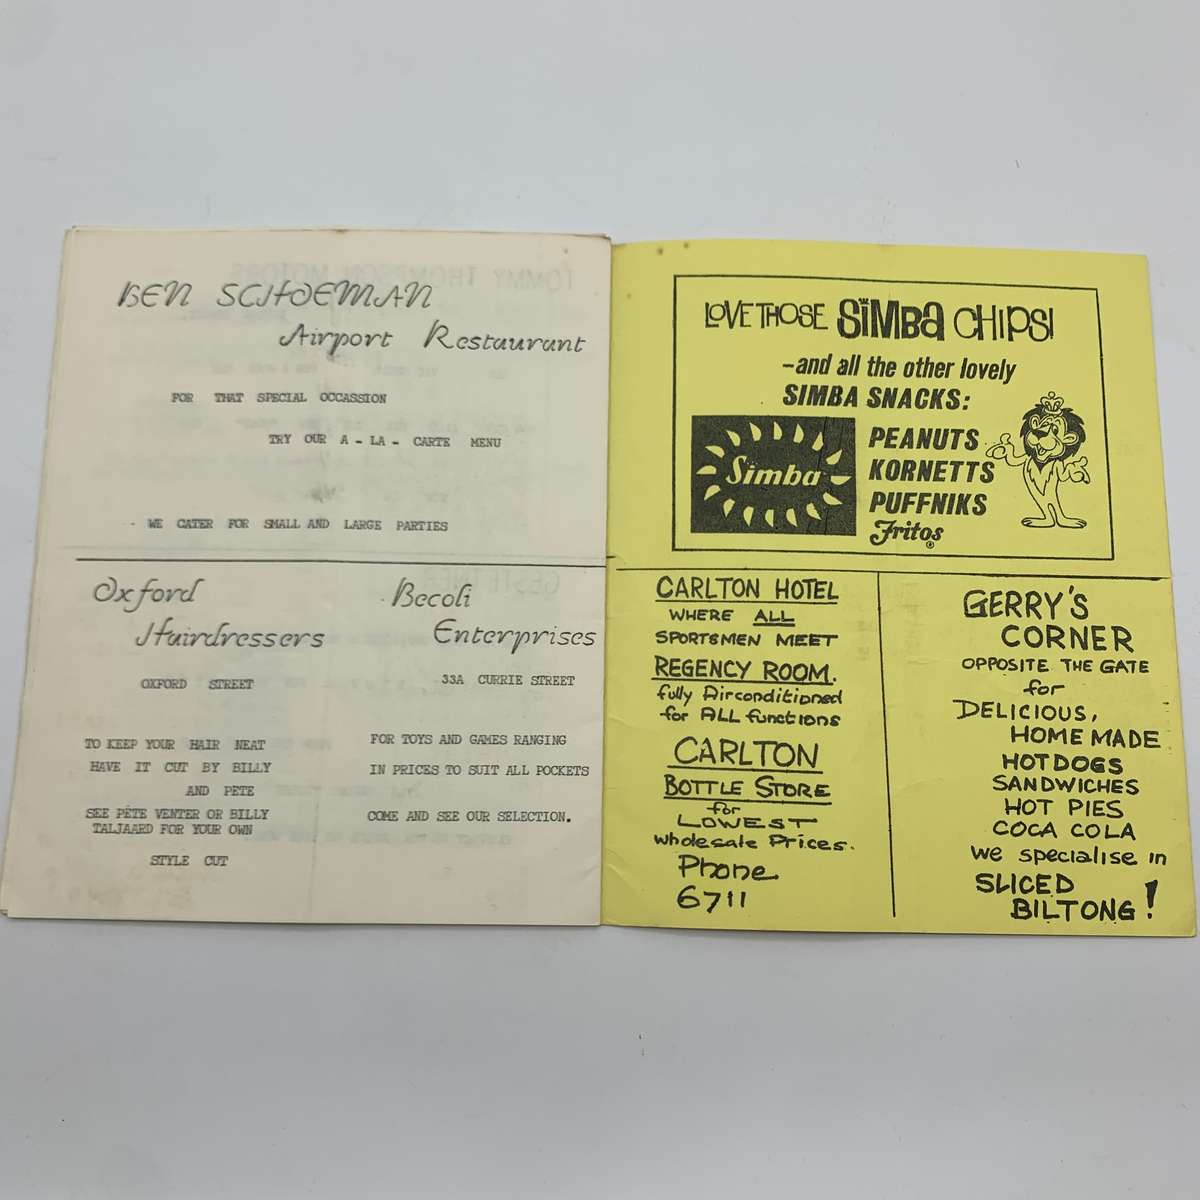 BEN SCHOEMAN
Airport Restaurant
FOR THAT SPECIAL OCCASSION
TRY OUR A - LA - CARTE MENU
WE CATER FOR SMALL AND LARGE PARTIES
Oxford
Hairdressers
OXFORD STREET
TO KEEP YOUR HAIR NEAT
HAVE IT CUT BY BILLY
AND PETE
SEE PETE VENTER OR BILLY
TALJAARD FOR YOUR OWN
STYLE CUT
Becoli
Enterprises
33A CURRIE STREET
FOR TOYS AND GAMES RANGING
IN PRICES TO SUIT ALL POCKETS
COME AND SEE OUR SELECTION.
LOVE THOSE SIMBA CHIPS!
-and all the other lovely
SIMBA SNACKS:
Simba
PEANUTS
KORNETTS
PUFFNIKS
Fritos®
CARLTON HOTEL
WHERE ALL
SPORTSMEN MEET
REGENCY ROOM.
fully Airconditioned
for ALL functions
CARLTON
BOTTLE STORE
for
LOWEST
wholesale Prices.
Phone
6711
GERRY'S
CORNER
OPPOSITE THE GATE
for
DELICIOUS,
HOME MADE
HOTDOGS
SANDWICHES
HOT PIES
COCA COLA
we specialise in
SLICED
BILTONG!